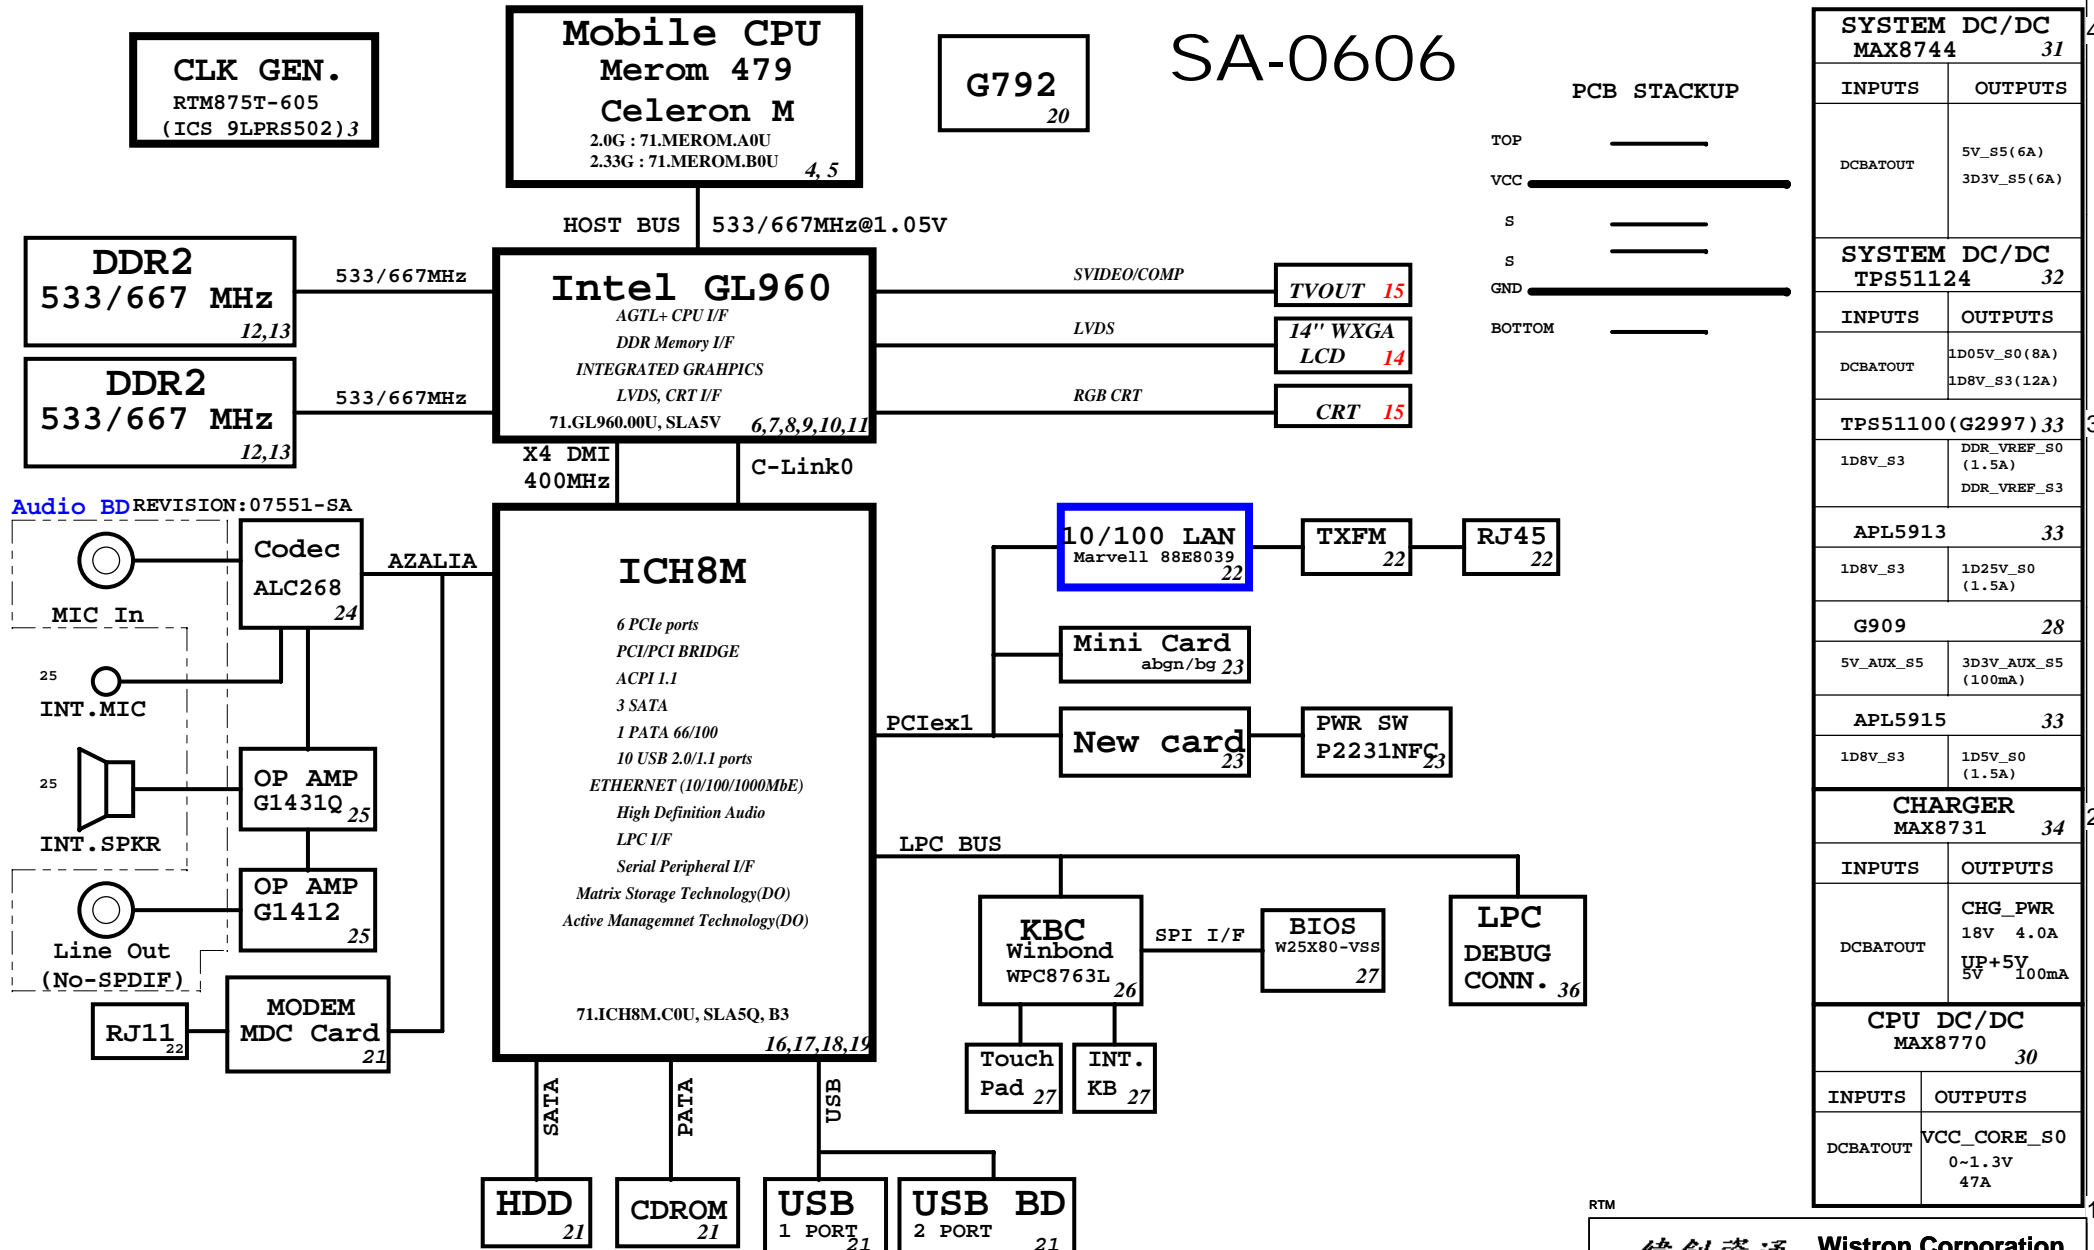 CLK GEN.
RTM875T-605
(ICS 9LPRS502)3
Mobile CPU
Merom 479
Celeron M
2.0G : 71.MEROM.A0U
2.33G : 71.MEROM.B0U
4, 5
G792
20
SA-0606
PCB STACKUP
TOP
VCC
S
S
GND
BOTTOM
HOST BUS
533/667MHz@1.05V
DDR2
533/667 MHz
12,13
533/667MHz
DDR2
533/667 MHz
12,13
533/667MHz
Intel GL960
AGTL+ CPU I/F
DDR Memory I/F
INTEGRATED GRAHPICS
LVDS, CRT I/F
71.GL960.00U, SLA5V
6,7,8,9,10,11
SVIDEO/COMP
TVOUT 15
LVDS
14" WXGA
LCD 14
RGB CRT
CRT 15
X4 DMI
400MHz
C-Link0
Audio BD REVISION:07551-SA
Codec
ALC268
24
AZALIA
MIC In
25
INT.MIC
25
INT.SPKR
OP AMP
G1431Q
25
OP AMP
G1412
25
Line Out
(No-SPDIF)
MODEM
MDC Card
21
RJ11
22
ICH8M
6 PCIe ports
PCI/PCI BRIDGE
ACPI 1.1
3 SATA
1 PATA 66/100
10 USB 2.0/1.1 ports
ETHERNET (10/100/1000MbE)
High Definition Audio
LPC I/F
Serial Peripheral I/F
Matrix Storage Technology(DO)
Active Managemnet Technology(DO)
71.ICH8M.C0U, SLA5Q, B3
16,17,18,19
10/100 LAN
Marvell 88E8039
22
TXFM
22
RJ45
22
Mini Card
abgn/bg 23
PCIex1
New card
23
PWR SW
P2231NFC
23
LPC BUS
KBC
Winbond
WPC8763L
26
SPI I/F
BIOS
W25X80-VSS
27
LPC
DEBUG
CONN. 36
Touch
Pad 27
INT.
KB 27
SATA
PATA
USB
HDD
21
CDROM
21
USB
1 PORT
21
USB BD
2 PORT
21
SYSTEM DC/DC
MAX8744 31
INPUTS OUTPUTS
DCBATOUT
5V_S5(6A)
3D3V_S5(6A)
SYSTEM DC/DC
TPS51124 32
INPUTS OUTPUTS
DCBATOUT
1D05V_S0(8A)
1D8V_S3(12A)
TPS51100(G2997) 33
1D8V_S3
DDR_VREF_S0
(1.5A)
DDR_VREF_S3
APL5913 33
1D8V_S3
1D25V_S0
(1.5A)
G909 28
5V_AUX_S5
3D3V_AUX_S5
(100mA)
APL5915 33
1D8V_S3
1D5V_S0
(1.5A)
CHARGER
MAX8731 34
INPUTS OUTPUTS
DCBATOUT
CHG_PWR
18V 4.0A
UP+5V
5V 100mA
CPU DC/DC
MAX8770
30
INPUTS OUTPUTS
DCBATOUT
VCC_CORE_S0
0~1.3V
47A
4
3
2
1
RTM
緯創資通 Wistron Corporation